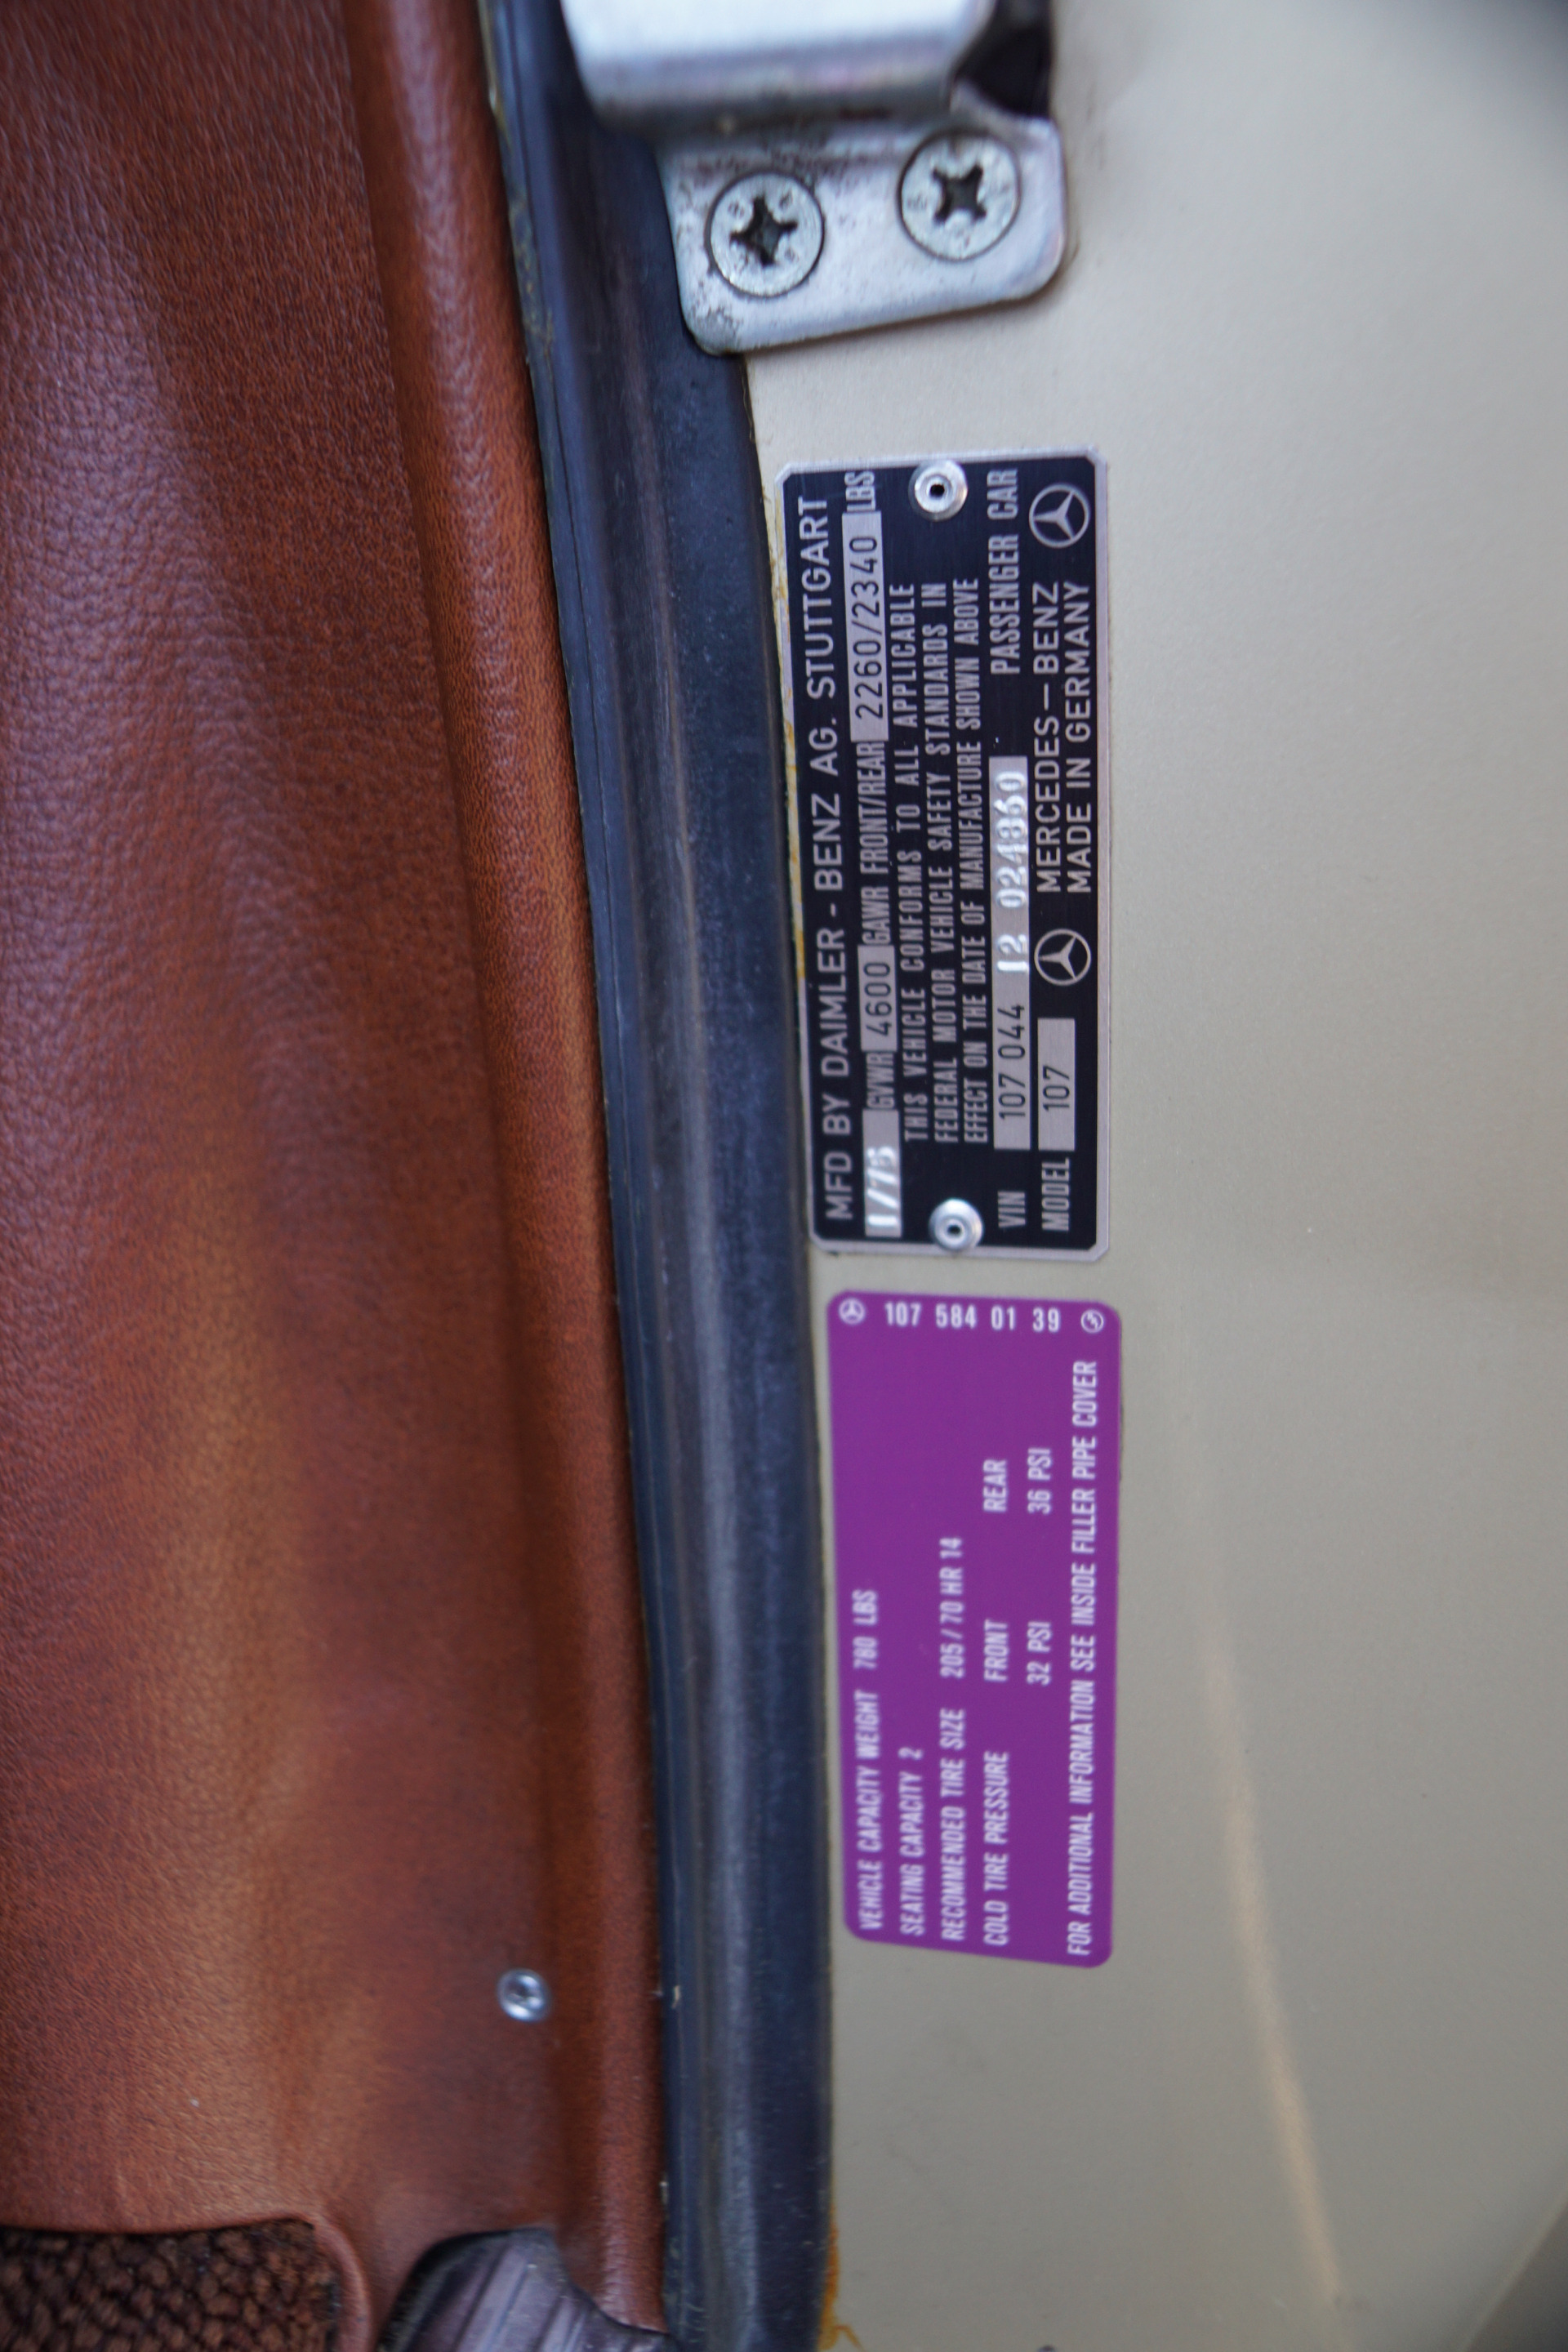 MFD BY DAIMLER-BENZ AG. STUTTGART
1/75 GVWR 4600 GAWR FRONT/REAR 2260/2340 LBS
THIS VEHICLE CONFORMS TO ALL APPLICABLE
FEDERAL MOTOR VEHICLE SAFETY STANDARDS IN
EFFECT ON THE DATE OF MANUFACTURE SHOWN ABOVE
VIN 107 044 12 024860 PASSENGER CAR
MODEL 107 MERCEDES-BENZ
MADE IN GERMANY
107 584 01 39
VEHICLE CAPACITY WEIGHT 780 LBS
SEATING CAPACITY 2
RECOMMENDED TIRE SIZE 205/70 HR 14
COLD TIRE PRESSURE FRONT REAR
32 PSI 36 PSI
FOR ADDITIONAL INFORMATION SEE INSIDE FILLER PIPE COVER